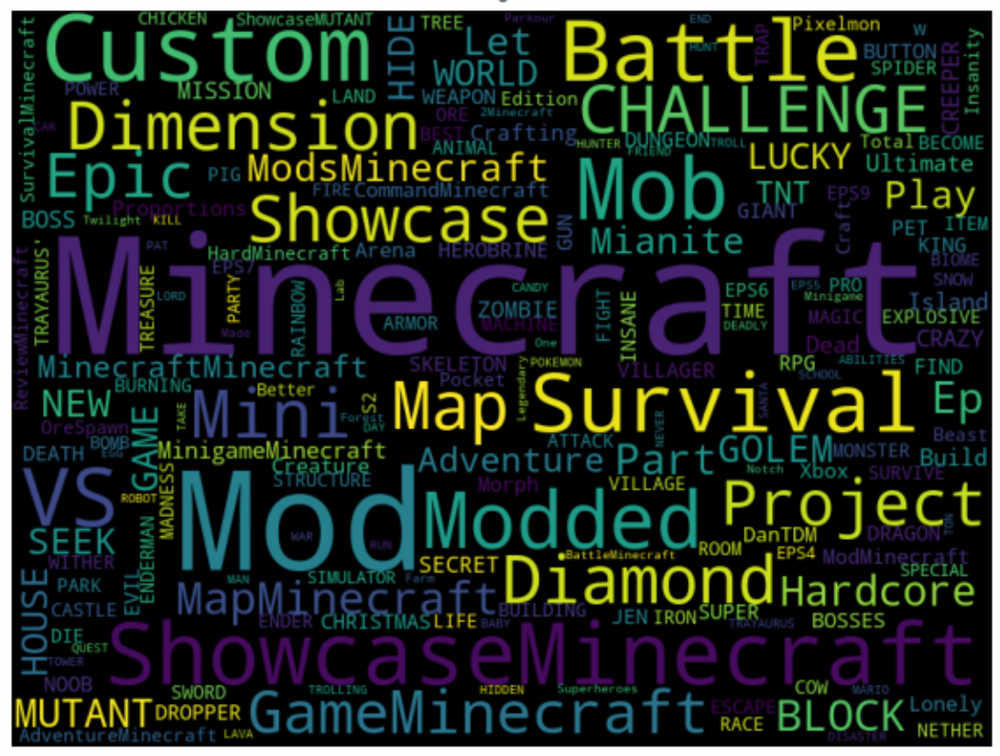 SurvivalMinecraft
CHICKEN
ShowcaseMUTANT
TREE
Parkour
END
Pixelmon
W
Insanity
Custom
HIDE
Let
Battle
HUNT
TRAP
BUTTON
CREEPER
POWER
MISSION
LAND
WORLD
SPIDER
CAR
WEAPON
Edition
Dimension
ORE
2Minecraft
CHALLENGE
BEST
Crafting
ANIMAL
HUNTER
DUNGEON
TROLL
FRIEND
LUCKY
Total
BECOME
Ultimate
Epic
PIG
ModsMinecraft
Mob
FIRE
CommandMinecraft
TNT
EPS9
Play
Proportions
Showcase
GUN
GIANT
Craft
PET
ITEM
BOSS
Twilight
KILL
Mianite
KING
ReviewMinecraft
TRAYAURUS'
Minecraft
PAT
HardMinecraft
Arena
HEROBRINE
BIOME
EPS7
TREASURE
PARTY
LORD
RAINBOW
Lab
CANDY
ZOMBIE
FIGHT
INSANE
EPS6
EPS5
PRO
Minigame
SNOW
Island
TIME
MACHINE
ARMOR
DEADLY
MAGIC
EXPLOSIVE
Made
One
Dead
CRAZY
MinecraftMinecraft
SKELETON
Legendary
POKEMON
VILLAGER
RPG
ABILITIES
FIND
Pocket
SCHOOL
BURNING
NEW
Mini
Better
S2
Map
Survival
SANTA
Ep
OreSpawn
TAKE
Forest
DAY
NEVER
BOMB
EGG
GAME
ATTACK
GOLEM
Beast
DEATH
MinigameMinecraft
Adventure
Part
MONSTER
Build
Creature
Notch
Xbox
SURVIVE
VS
MADNESS
STRUCTURE
Morph
VILLAGE
ROBOT
Mod
Modded
Project
TON
SEEK
ENDERMAN
WAR
RUN
DanTDM
DRAGON
WITHER
SECRET
BattleMinecraft
ROOM
EPS4
ModMinecraft
HOUSE
EVIL
MAN
SIMULATOR
Farm
Diamond
SPECIAL
PARK
MapMinecraft
Hardcore
CASTLE
BUILDING
ENDER
CHRISTMAS
LIFE
BABY
JEN
IRON
SUPER
TRAYAURUS
BOSSES
DIE
QUEST
ShowcaseMinecraft
TOWER
NOOB
SWORD
TROLLING
HIDDEN
Superheroes
COW
MARIO
MUTANT
DROPPER
GameMinecraft
ESCAPE
BLOCK
Lonely
RACE
NETHER
AdventureMinecraft
LAVA
DISASTER